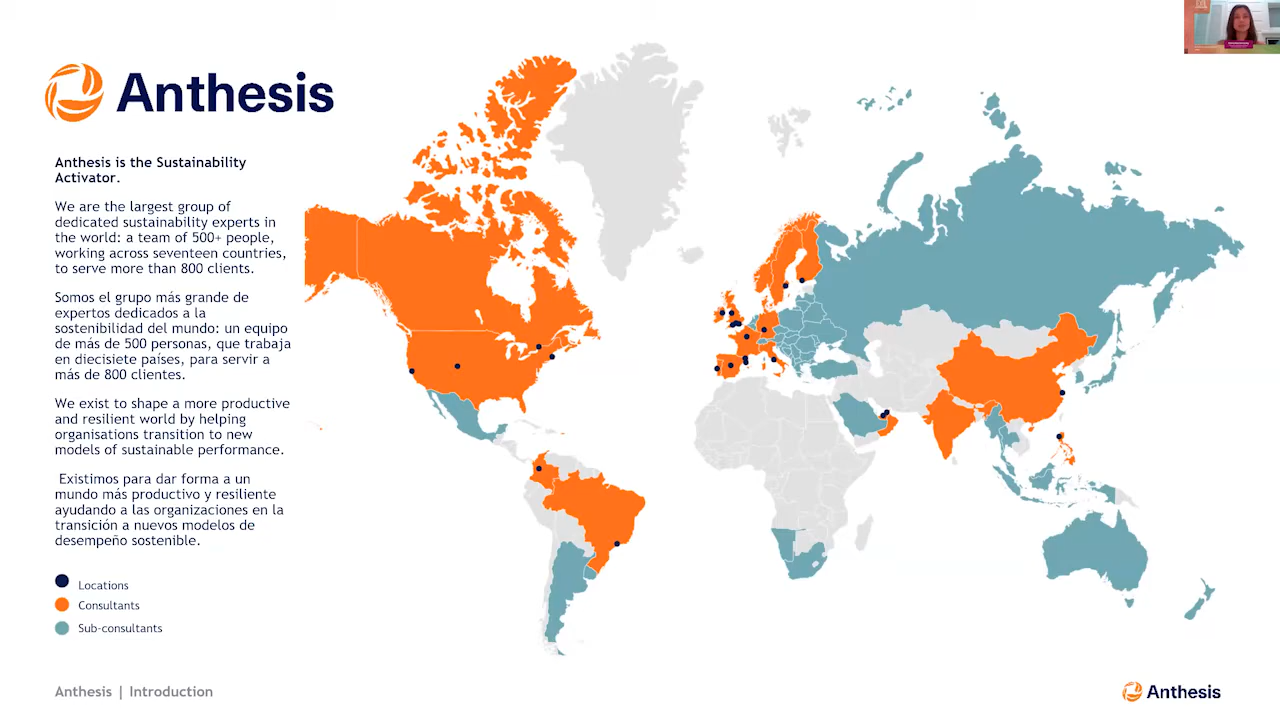 Anthesis
Anthesis is the Sustainability
Activator.
We are the largest group of
dedicated sustainability experts in
the world: a team of 500+ people,
working across seventeen countries,
to serve more than 800 clients.
Somos el grupo más grande de
expertos dedicados a la
sostenibilidad del mundo: un equipo
de más de 500 personas, que trabaja
en diecisiete países, para servir a
más de 800 clientes.
We exist to shape a more productive
and resilient world by helping
organisations transition to new
models of sustainable performance.
Existimos para dar forma a un
mundo más productivo y resiliente
ayudando a las organizaciones en la
transición a nuevos modelos de
desempeño sostenible.
Locations
Consultants
Sub-consultants
Anthesis | Introduction
Anthesis